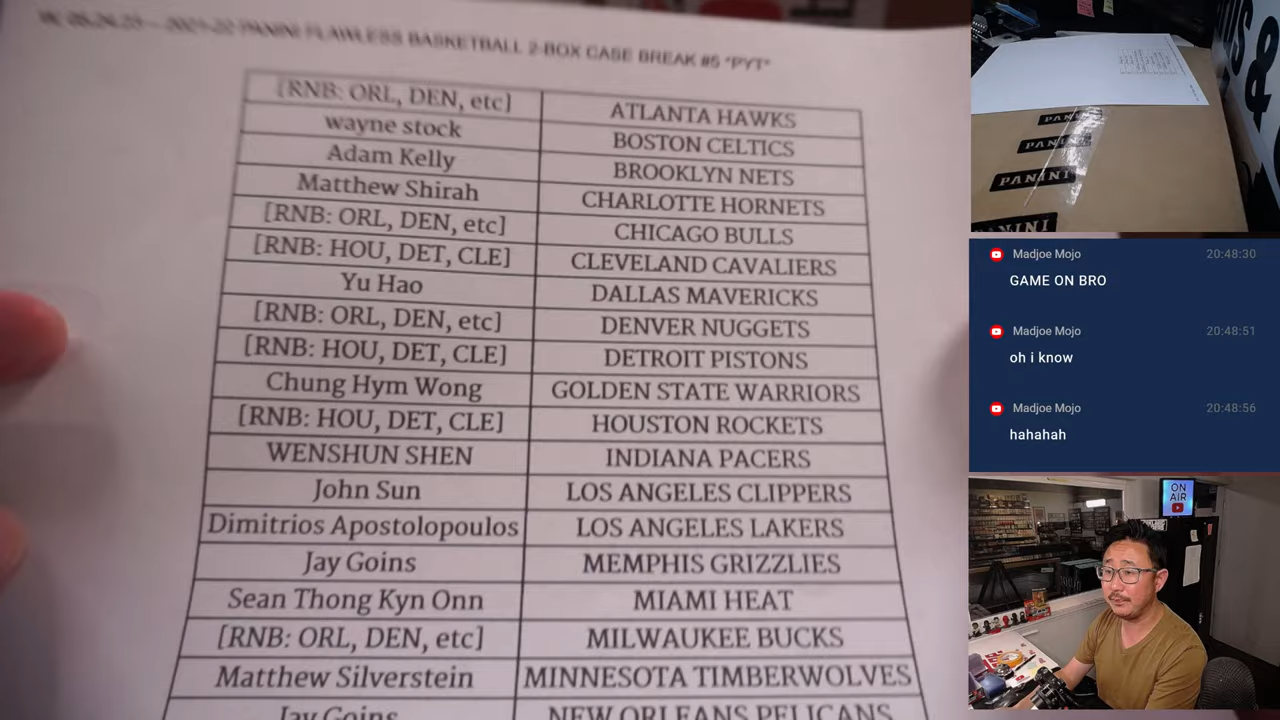 2021-22 PANINI FLAWLESS BASKETBALL 2-BOX CASE BREAK #5 *PYT*
[RNB: ORL, DEN, etc] ATLANTA HAWKS
wayne stock BOSTON CELTICS
Adam Kelly BROOKLYN NETS
Matthew Shirah CHARLOTTE HORNETS
[RNB: ORL, DEN, etc] CHICAGO BULLS
[RNB: HOU, DET, CLE] CLEVELAND CAVALIERS
Yu Hao DALLAS MAVERICKS
[RNB: ORL, DEN, etc] DENVER NUGGETS
[RNB: HOU, DET, CLE] DETROIT PISTONS
Chung Hym Wong GOLDEN STATE WARRIORS
[RNB: HOU, DET, CLE] HOUSTON ROCKETS
WENSHUN SHEN INDIANA PACERS
John Sun LOS ANGELES CLIPPERS
Dimitrios Apostolopoulos LOS ANGELES LAKERS
Jay Goins MEMPHIS GRIZZLIES
Sean Thong Kyn Onn MIAMI HEAT
[RNB: ORL, DEN, etc] MILWAUKEE BUCKS
Matthew Silverstein MINNESOTA TIMBERWOLVES
Jay Goins NEW ORLEANS PELICANS
PANINI
PANINI
PANINI
PANINI
Madjoe Mojo 20:48:30
GAME ON BRO
Madjoe Mojo 20:48:51
oh i know
Madjoe Mojo 20:48:56
hahahah
ON
AIR